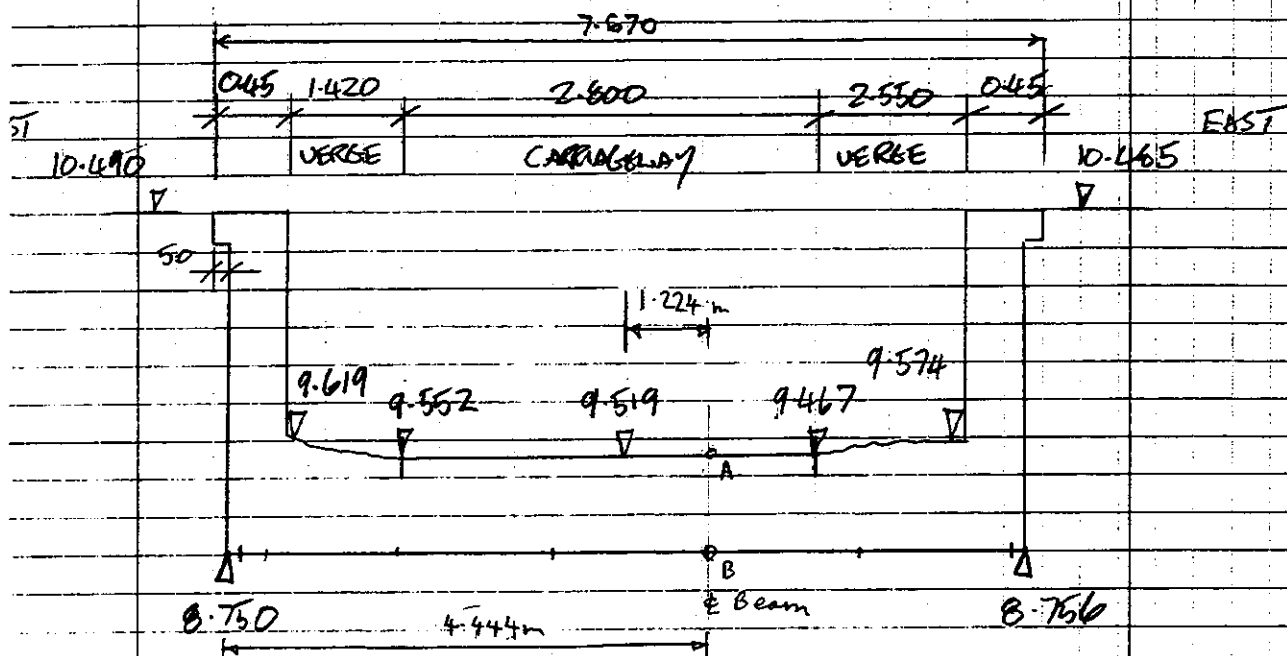 7.670
0.45 1.420 2.800 2.550 0.45
ST EAST
10.490 VERGE CARRIAGEWAY VERGE 10.465
50
1.224 m
9.619 9.552 9.519 9.467 9.574
A
B
8.750 4.444m ℄ Beam 8.756